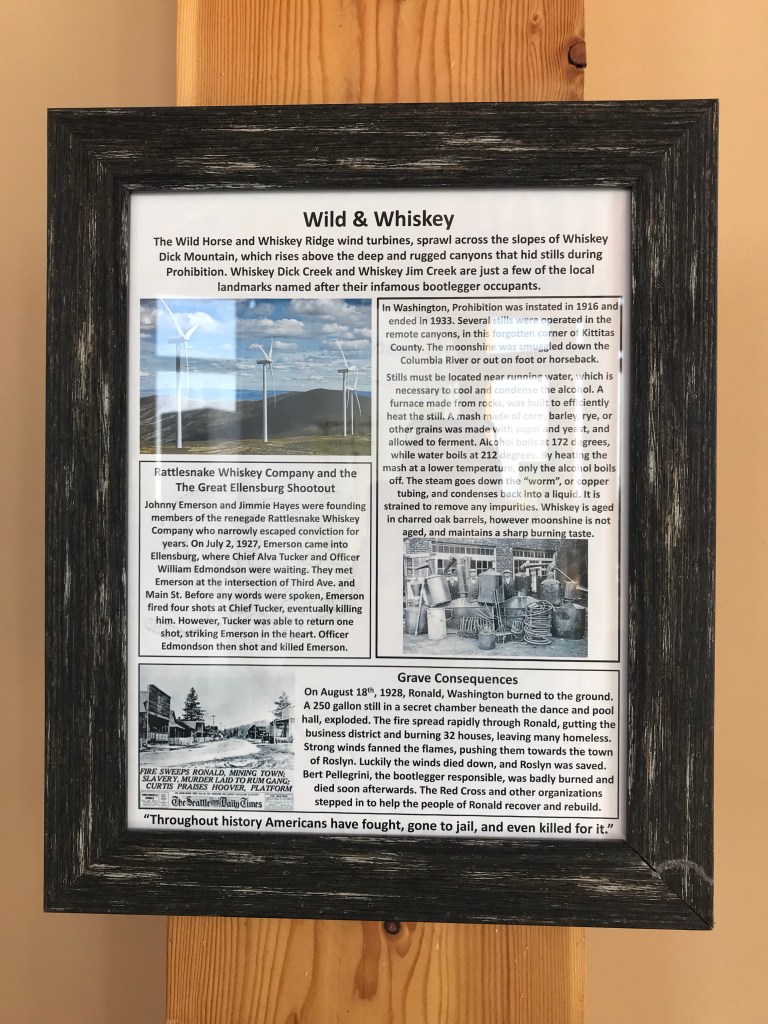 Wild & Whiskey
The Wild Horse and Whiskey Ridge wind turbines, sprawl across the slopes of Whiskey
Dick Mountain, which rises above the deep and rugged canyons that hid stills during
Prohibition. Whiskey Dick Creek and Whiskey Jim Creek are just a few of the local
landmarks named after their infamous bootlegger occupants.
In Washington, Prohibition was instated in 1916 and
ended in 1933. Several stills were operated in the
remote canyons, in this forgotten corner of Kittitas
County. The moonshine was smuggled down the
Columbia River or out on foot or horseback.
Stills must be located near running water, which is
necessary to cool and condense the alcohol. A
furnace made from rocks, was built to efficiently
heat the still. A mash made of corn, barley, rye, or
other grains was made with sugar and yeast, and
allowed to ferment. Alcohol boils at 172 degrees,
while water boils at 212 degrees. By heating the
mash at a lower temperature, only the alcohol boils
off. The steam goes down the “worm”, or copper
tubing, and condenses back into a liquid. It is
strained to remove any impurities. Whiskey is aged
in charred oak barrels, however moonshine is not
aged, and maintains a sharp burning taste.
Rattlesnake Whiskey Company and the
The Great Ellensburg Shootout
Johnny Emerson and Jimmie Hayes were founding
members of the renegade Rattlesnake Whiskey
Company who narrowly escaped conviction for
years. On July 2, 1927, Emerson came into
Ellensburg, where Chief Alva Tucker and Officer
William Edmondson were waiting. They met
Emerson at the intersection of Third Ave. and
Main St. Before any words were spoken, Emerson
fired four shots at Chief Tucker, eventually killing
him. However, Tucker was able to return one
shot, striking Emerson in the heart. Officer
Edmondson then shot and killed Emerson.
FIRE SWEEPS RONALD, MINING TOWN;
SLAVERY, MURDER LAID TO RUM GANG;
CURTIS PRAISES HOOVER, PLATFORM
The Seattle Daily Times
Grave Consequences
On August 18th, 1928, Ronald, Washington burned to the ground.
A 250 gallon still in a secret chamber beneath the dance and pool
hall, exploded. The fire spread rapidly through Ronald, gutting the
business district and burning 32 houses, leaving many homeless.
Strong winds fanned the flames, pushing them towards the town
of Roslyn. Luckily the winds died down, and Roslyn was saved.
Bert Pellegrini, the bootlegger responsible, was badly burned and
died soon afterwards. The Red Cross and other organizations
stepped in to help the people of Ronald recover and rebuild.
“Throughout history Americans have fought, gone to jail, and even killed for it.”